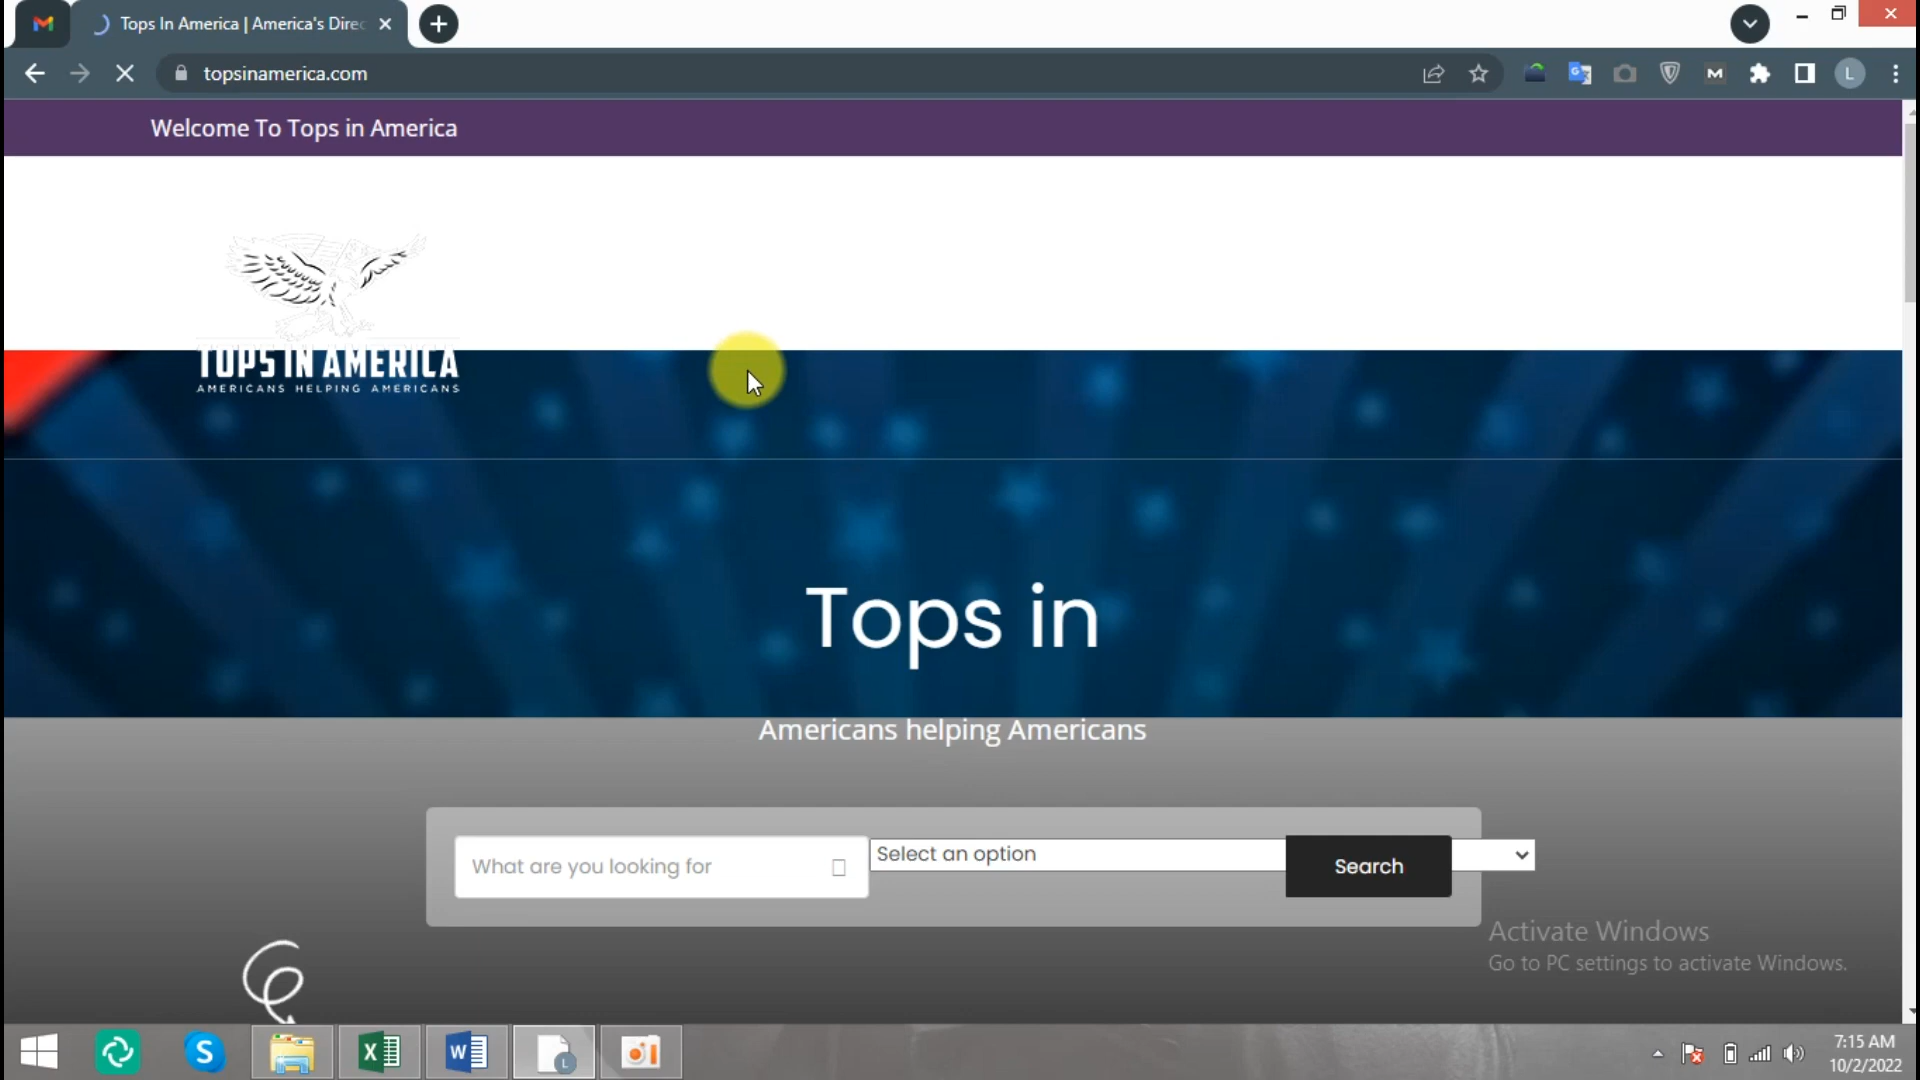 Tops In America | America's Direc
topsinamerica.com
L
Welcome To Tops in America
TOPS IN AMERICA
AMERICANS HELPING AMERICANS
Tops in
Americans helping Americans
What are you looking for
Select an option
Search
Activate Windows
Go to PC settings to activate Windows.
7:15 AM
10/2/2022